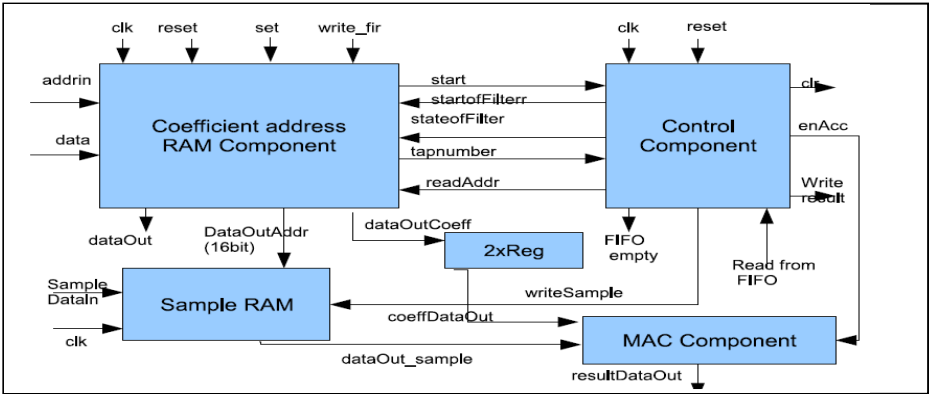 clk reset set write_fir clk reset
addrin
data
Coefficient address
RAM Component
start
startofFilterr
stateofFilter
tapnumber
readAddr
Control
Component
clr
enAcc
Write
result
dataOut
DataOutAddr
(16bit)
dataOutCoeff
2xReg
FIFO
empty
Read from
FIFO
Sample
DataIn
clk
Sample RAM
writeSample
coeffDataOut
dataOut_sample
MAC Component
resultDataOut